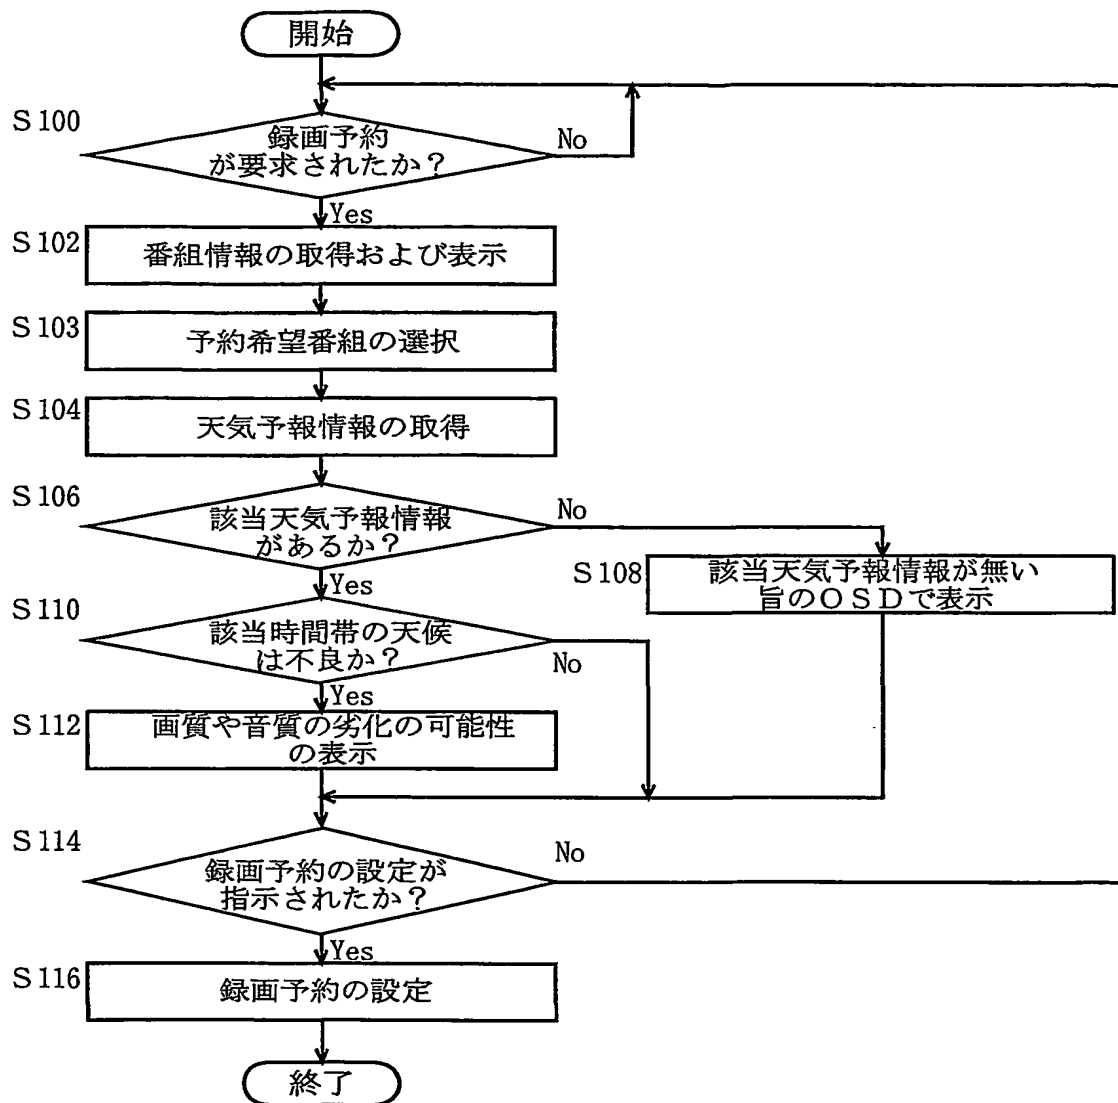 開始
S100
録画予約
が要求されたか？
No
Yes
S102
番組情報の取得および表示
S103
予約希望番組の選択
S104
天気予報情報の取得
S106
該当天気予報情報
があるか？
No
Yes
S108
該当天気予報情報が無い
旨のOSDで表示
S110
該当時間帯の天候
は不良か？
No
Yes
S112
画質や音質の劣化の可能性
の表示
S114
録画予約の設定が
指示されたか？
No
Yes
S116
録画予約の設定
終了